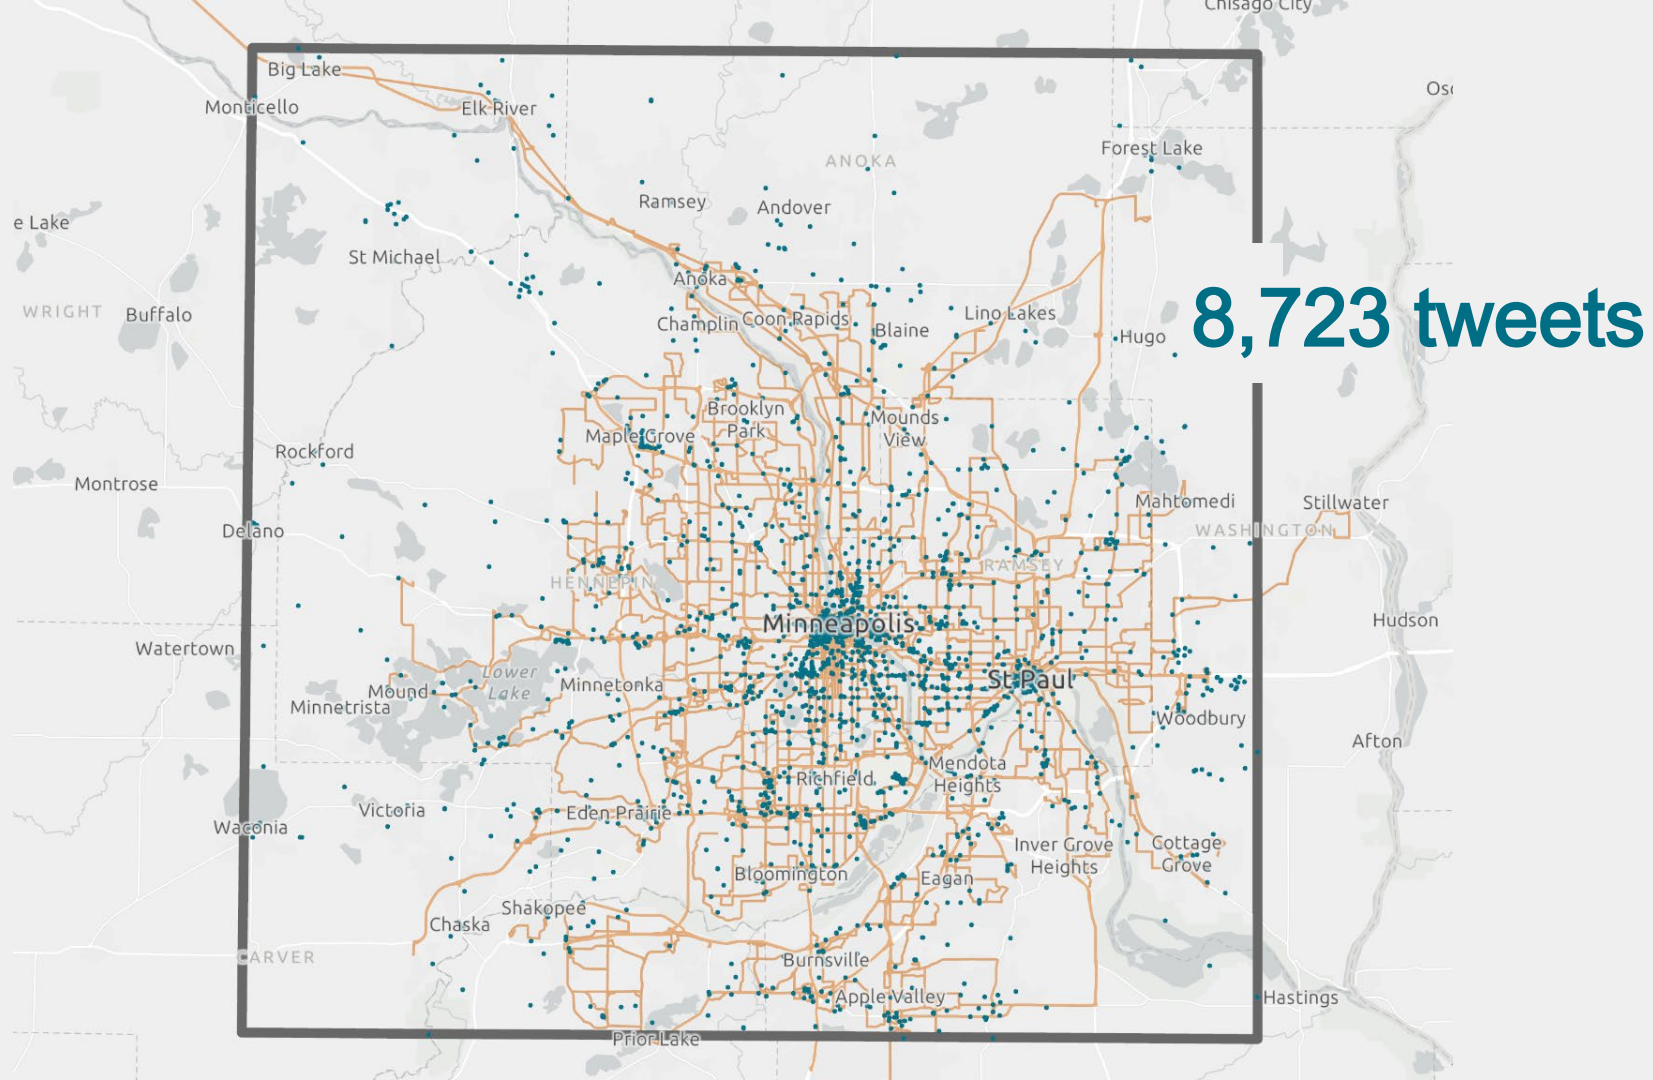 Chisago City
Big Lake
Monticello
Elk River
Forest Lake
ANOKA
Ramsey
Andover
e Lake
St Michael
Anoka
WRIGHT
Buffalo
Champlin
Coon Rapids
Blaine
Lino Lakes
Hugo
8,723 tweets
Brooklyn
Park
Mounds
View
Maple Grove
Rockford
Montrose
Mahtomedi
Stillwater
Delano
WASHINGTON
RAMSEY
HENNEPIN
Minneapolis
Hudson
Watertown
Lower
Lake
St Paul
Minnetonka
Mound
Minnetrista
Woodbury
Afton
Mendota
Heights
Richfield
Victoria
Eden Prairie
Waconia
Inver Grove
Heights
Cottage
Grove
Bloomington
Eagan
Shakopee
Chaska
CARVER
Burnsville
Apple Valley
Hastings
Prior Lake